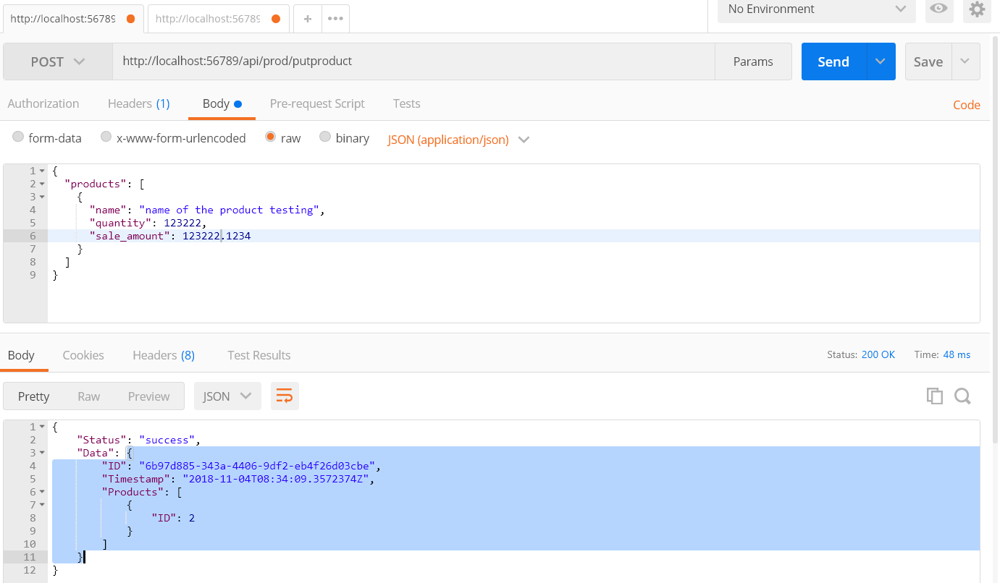 http://localhost:56789 http://localhost:56789 + ••• No Environment
POST http://localhost:56789/api/prod/putproduct Params Send Save
Authorization Headers (1) Body Pre-request Script Tests Code
form-data x-www-form-urlencoded raw binary JSON (application/json)
1 {
2 "products": [
3 {
4 "name": "name of the product testing",
5 "quantity": 123222,
6 "sale_amount": 123222.1234
7 }
8 ]
9 }
Body Cookies Headers (8) Test Results Status: 200 OK Time: 48 ms
Pretty Raw Preview JSON
1 {
2 "Status": "success",
3 "Data": {
4 "ID": "6b97d885-343a-4406-9df2-eb4f26d03cbe",
5 "Timestamp": "2018-11-04T08:34:09.3572374Z",
6 "Products": [
7 {
8 "ID": 2
9 }
10 ]
11 }
12 }